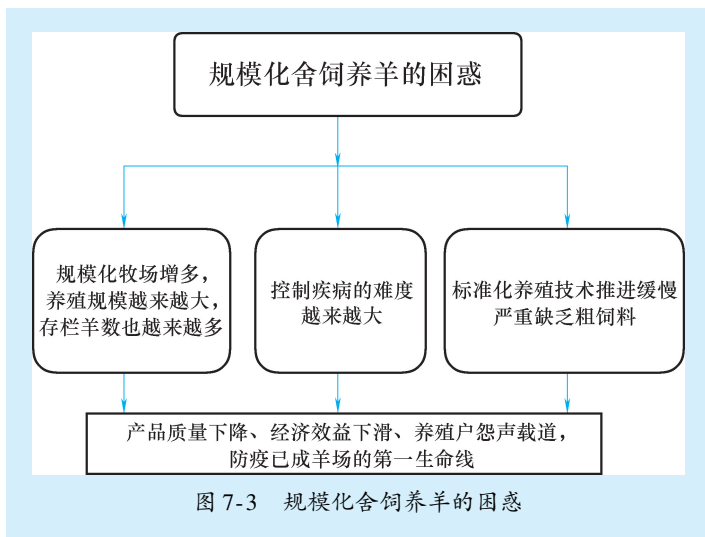 规模化舍饲养羊的困惑
规模化牧场增多，
养殖规模越来越大，
存栏羊数也越来越多
控制疾病的难度
越来越大
标准化养殖技术推进缓慢
严重缺乏粗饲料
产品质量下降、经济效益下滑、养殖户怨声载道，
防疫已成羊场的第一生命线
图 7-3 规模化舍饲养羊的困惑